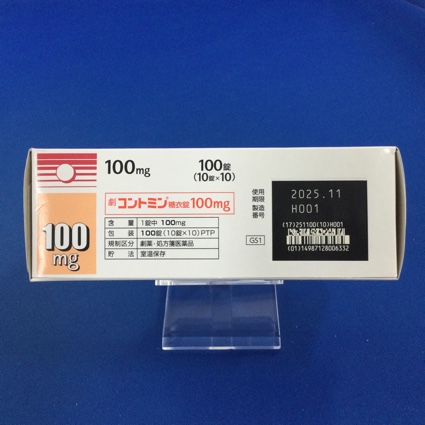 100mg
100錠
(10錠×10)
劇 コントミン糖衣錠100mg
100
mg
含 量 1錠中 100mg
包 装 100錠(10錠×10)PTP
規制区分 劇薬・処方箋医薬品
貯 法 室温保存
G51
使用
期限
製造
番号
2025.11
H001
(17)251100(10)H001
(01)14987128006332